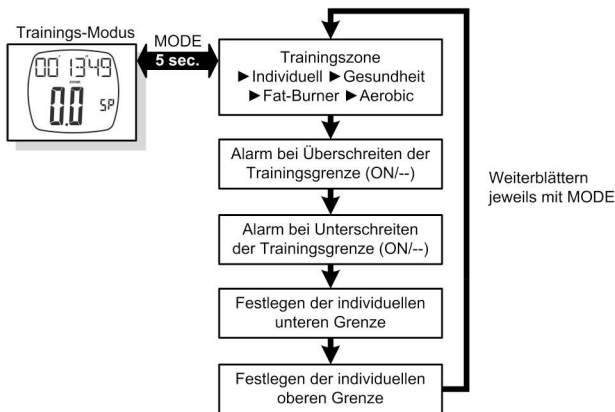 Trainings-Modus
00:13'49
0.0 SP
MODE
5 sec.
Trainingszone
►Individuell ►Gesundheit
►Fat-Burner ►Aerobic
Alarm bei Überschreiten der
Trainingsgrenze (ON/--)
Alarm bei Unterschreiten
der Trainingsgrenze (ON/--)
Festlegen der individuellen
unteren Grenze
Festlegen der individuellen
oberen Grenze
Weiterblättern
jeweils mit MODE